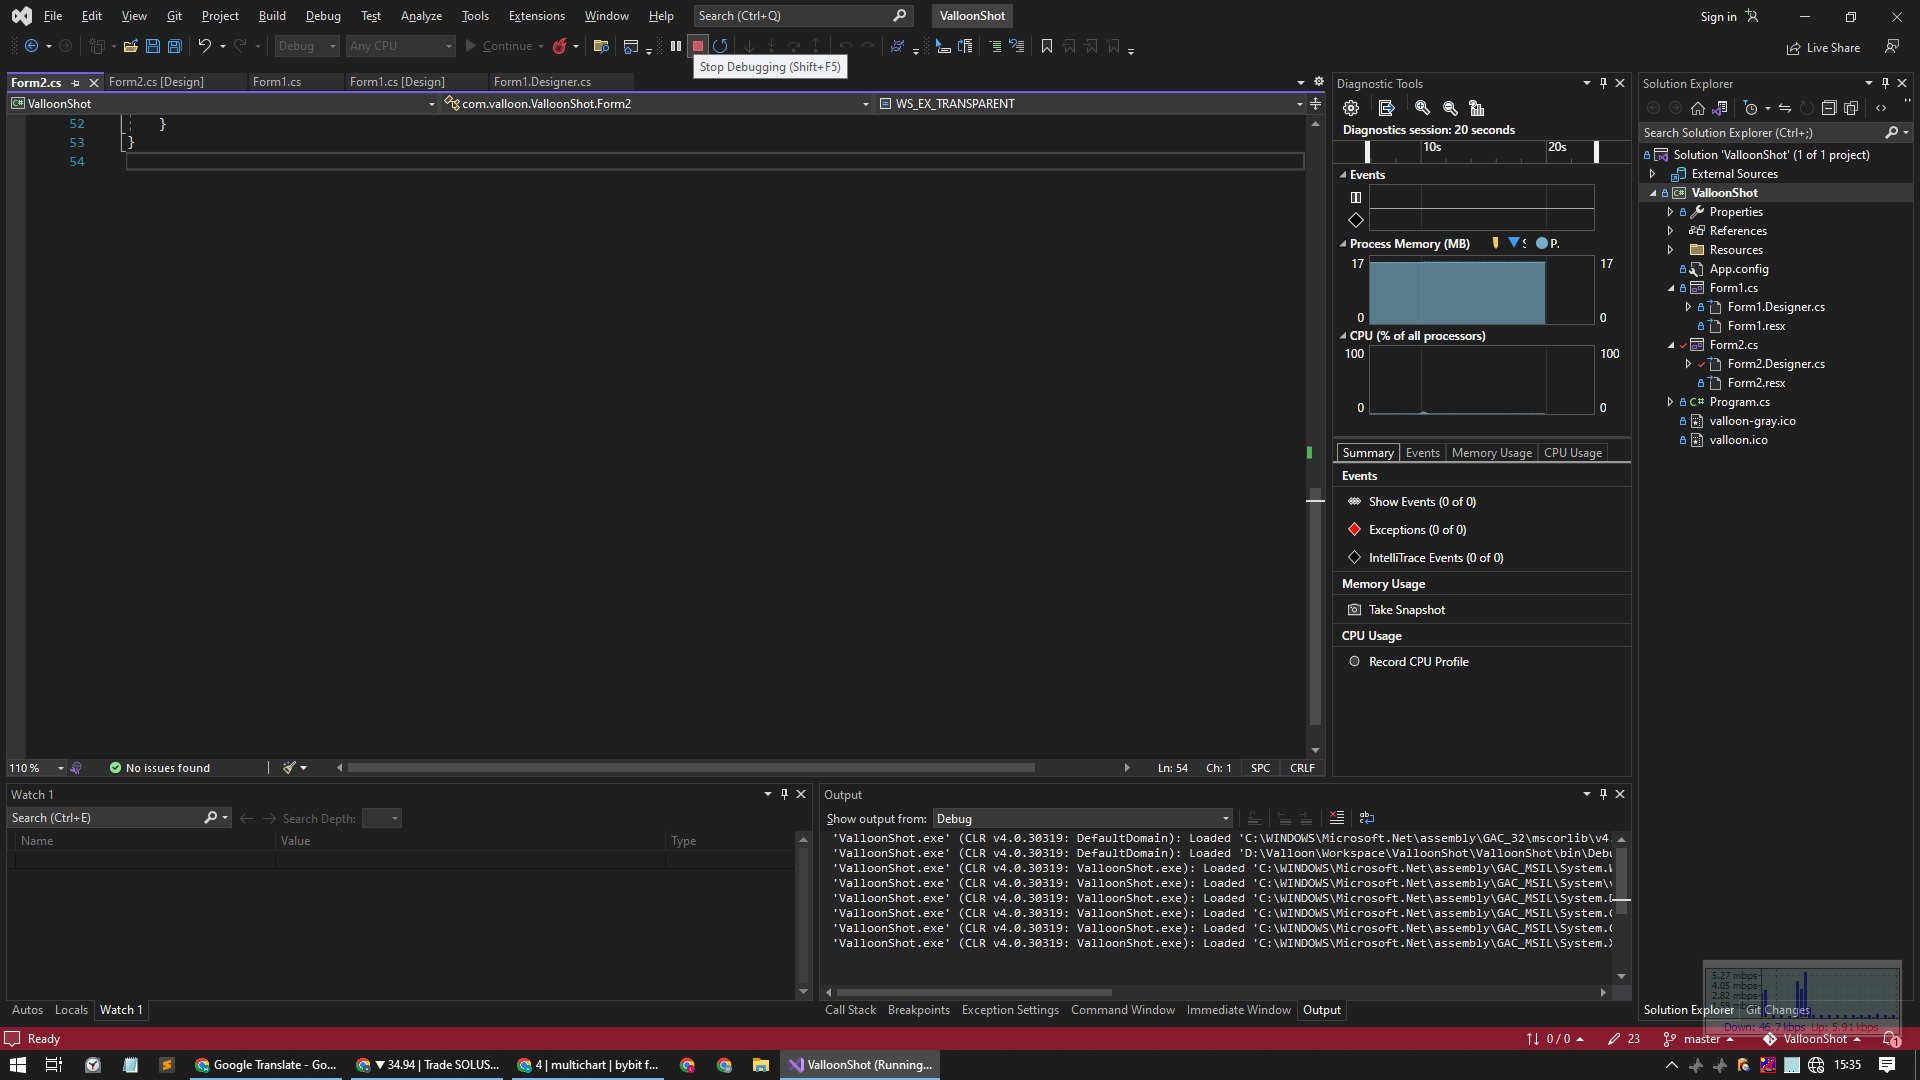 File Edit View Git Project Build Debug Test Analyze Tools Extensions Window Help Search (Ctrl+Q) ValloonShot Sign in
Debug Any CPU Continue Live Share
Stop Debugging (Shift+F5)
Form2.cs Form2.cs [Design] Form1.cs Form1.cs [Design] Form1.Designer.cs
ValloonShot com.valloon.ValloonShot.Form2 WS_EX_TRANSPARENT
52 }
53 }
54
110 % No issues found Ln: 54 Ch: 1 SPC CRLF
Diagnostic Tools
Diagnostics session: 20 seconds
10s 20s
Events
Process Memory (MB) S P.
17 17
0 0
CPU (% of all processors)
100 100
0 0
Summary Events Memory Usage CPU Usage
Events
Show Events (0 of 0)
Exceptions (0 of 0)
IntelliTrace Events (0 of 0)
Memory Usage
Take Snapshot
CPU Usage
Record CPU Profile
Solution Explorer
Search Solution Explorer (Ctrl+;)
Solution 'ValloonShot' (1 of 1 project)
External Sources
ValloonShot
Properties
References
Resources
App.config
Form1.cs
Form1.Designer.cs
Form1.resx
Form2.cs
Form2.Designer.cs
Form2.resx
Program.cs
valloon-gray.ico
valloon.ico
Watch 1
Search (Ctrl+E) Search Depth:
Name Value Type
Autos Locals Watch 1
Output
Show output from: Debug
'ValloonShot.exe' (CLR v4.0.30319: DefaultDomain): Loaded 'C:\WINDOWS\Microsoft.Net\assembly\GAC_32\mscorlib\v4.
'ValloonShot.exe' (CLR v4.0.30319: DefaultDomain): Loaded 'D:\Valloon\Workspace\ValloonShot\ValloonShot\bin\Debu
'ValloonShot.exe' (CLR v4.0.30319: ValloonShot.exe): Loaded 'C:\WINDOWS\Microsoft.Net\assembly\GAC_MSIL\System.W
'ValloonShot.exe' (CLR v4.0.30319: ValloonShot.exe): Loaded 'C:\WINDOWS\Microsoft.Net\assembly\GAC_MSIL\System\v
'ValloonShot.exe' (CLR v4.0.30319: ValloonShot.exe): Loaded 'C:\WINDOWS\Microsoft.Net\assembly\GAC_MSIL\System.D
'ValloonShot.exe' (CLR v4.0.30319: ValloonShot.exe): Loaded 'C:\WINDOWS\Microsoft.Net\assembly\GAC_MSIL\System.C
'ValloonShot.exe' (CLR v4.0.30319: ValloonShot.exe): Loaded 'C:\WINDOWS\Microsoft.Net\assembly\GAC_MSIL\System.C
'ValloonShot.exe' (CLR v4.0.30319: ValloonShot.exe): Loaded 'C:\WINDOWS\Microsoft.Net\assembly\GAC_MSIL\System.X
Call Stack Breakpoints Exception Settings Command Window Immediate Window Output
5.27 mbps
4.05 mbps
2.82 mbps
1.59 mbps
Solution Explorer Git Changes
Down: 46.7 kbps Up: 5.91 kbps
Ready 0 / 0 23 master ValloonShot 1
Google Translate - Go... ▼ 34.94 | Trade SOLUS... 4 | multichart | bybit f... ValloonShot (Running... 15:35